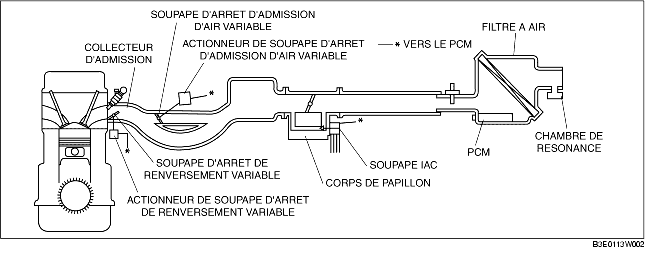 SOUPAPE D'ARRET D'ADMISSION
D'AIR VARIABLE
COLLECTEUR
D'ADMISSION
ACTIONNEUR DE SOUPAPE D'ARRET
D'ADMISSION D'AIR VARIABLE
* VERS LE PCM
FILTRE A AIR
*
*
*
PCM
CHAMBRE DE
RESONANCE
SOUPAPE IAC
CORPS DE PAPILLON
SOUPAPE D'ARRET DE
RENVERSEMENT VARIABLE
ACTIONNEUR DE SOUPAPE D'ARRET
DE RENVERSEMENT VARIABLE
B3E0113W002